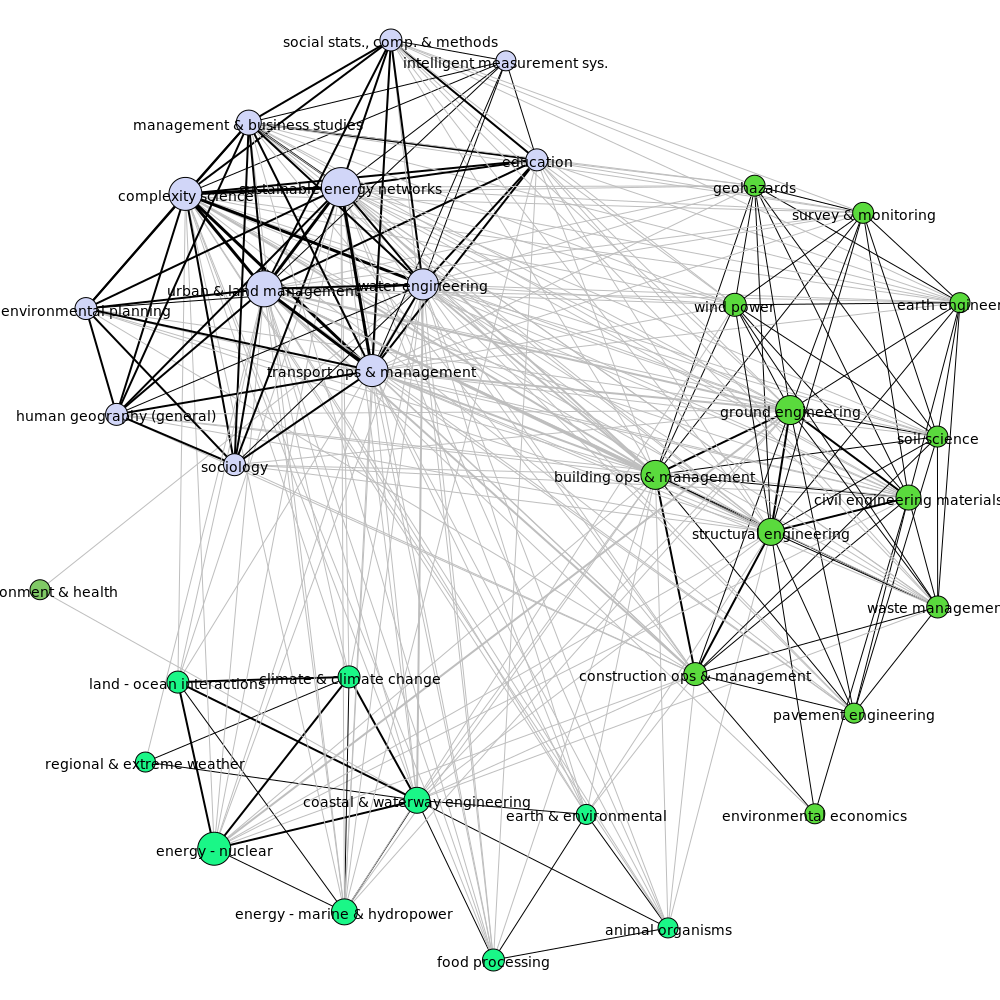 social stats., comp. & methods
intelligent measurement sys.
management & business studies
education
sustainable energy networks
complexity science
geohazards
survey & monitoring
urban & land management
water engineering
environmental planning
wind power
earth engineer
transport ops & management
human geography (general)
ground engineering
soil science
sociology
building ops & management
civil engineering materials
structural engineering
onment & health
waste managemen
land - ocean interactions
climate & climate change
construction ops & management
pavement engineering
regional & extreme weather
coastal & waterway engineering
earth & environmental
environmental economics
energy - nuclear
energy - marine & hydropower
animal organisms
food processing